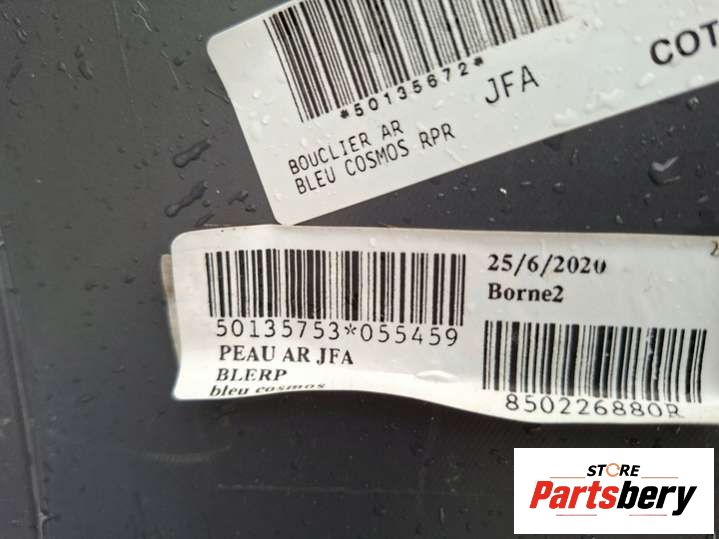 *50135672*
JFA
BOUCLIER AR
BLEU COSMOS RPR
COT
50135753*055459
PEAU AR JFA
BLERP
bleu cosmos
25/6/2020
Borne2
850226880R
STORE
Partsbery